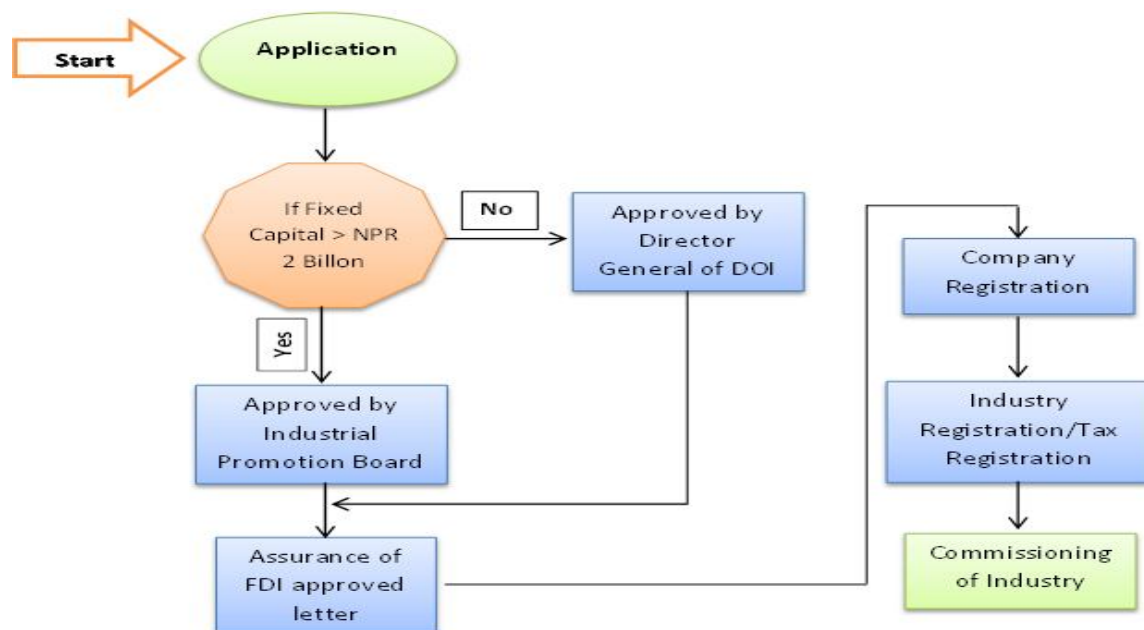 Start
Application
If Fixed
Capital > NPR
2 Billon
No
Yes
Approved by
Director
General of DOI
Approved by
Industrial
Promotion Board
Assurance of
FDI approved
letter
Company
Registration
Industry
Registration/Tax
Registration
Commissioning
of Industry